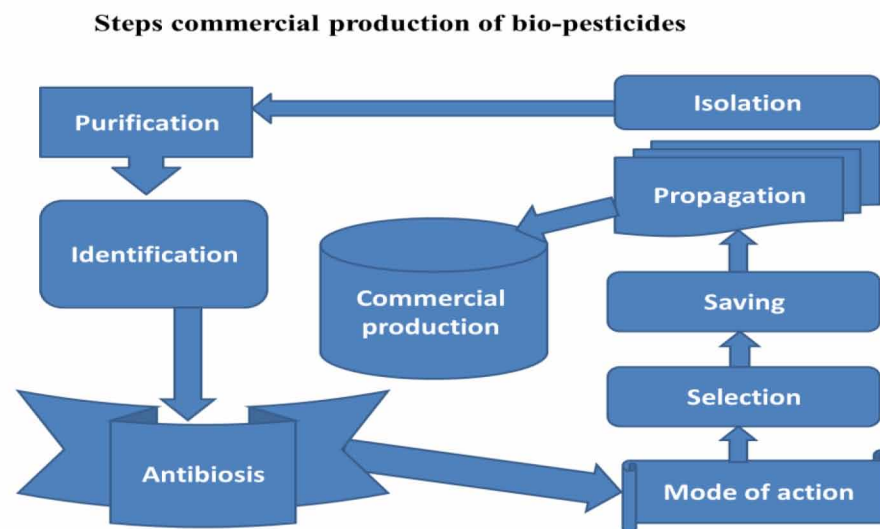 Steps commercial production of bio-pesticides
Isolation
Purification
Propagation
Identification
Commercial
production
Saving
Selection
Antibiosis
Mode of action